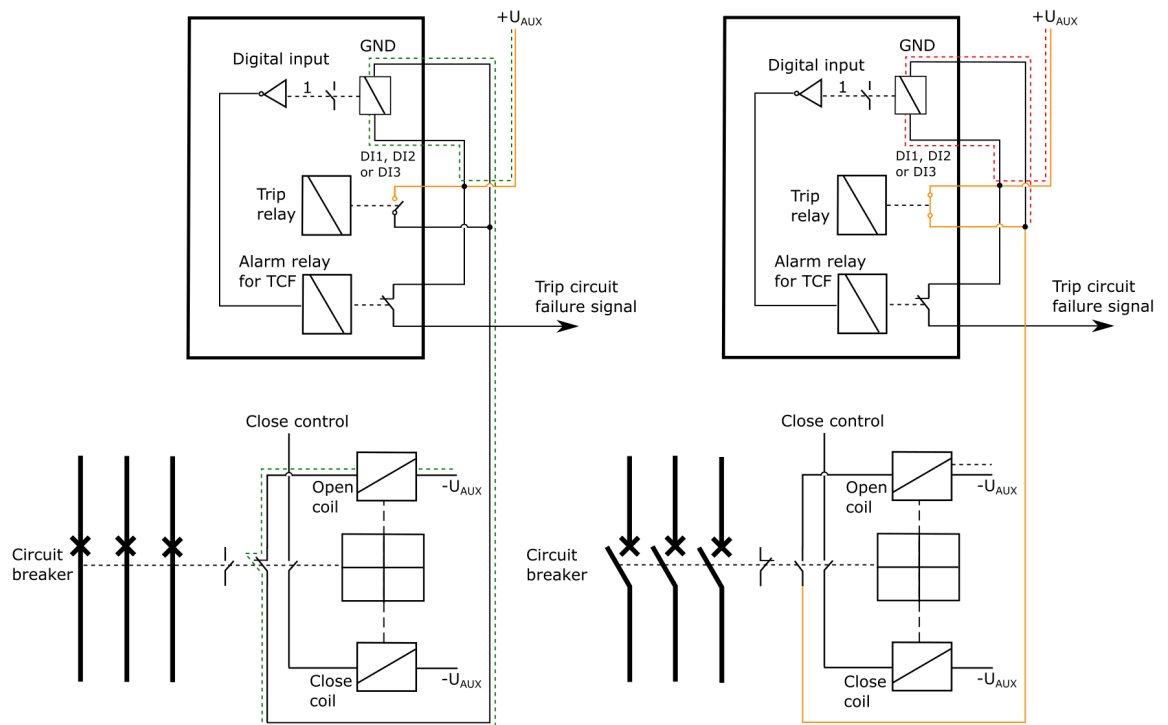 +UAUX
GND
Digital input
1
DI1, DI2
or DI3
Trip
relay
Alarm relay
for TCF
Trip circuit
failure signal
Close control
Open
coil
-UAUX
Circuit
breaker
Close
coil
-UAUX
+UAUX
GND
Digital input
1
DI1, DI2
or DI3
Trip
relay
Alarm relay
for TCF
Trip circuit
failure signal
Close control
Open
coil
-UAUX
Circuit
breaker
Close
coil
-UAUX